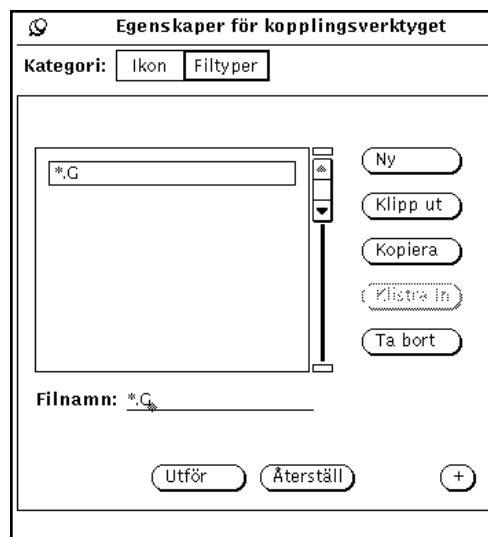 Egenskaper för kopplingsverktyget
Kategori: Ikon Filtyper
*.G
Ny
Klipp ut
Kopiera
Klistra in
Ta bort
Filnamn: *.G
Utför Återställ +